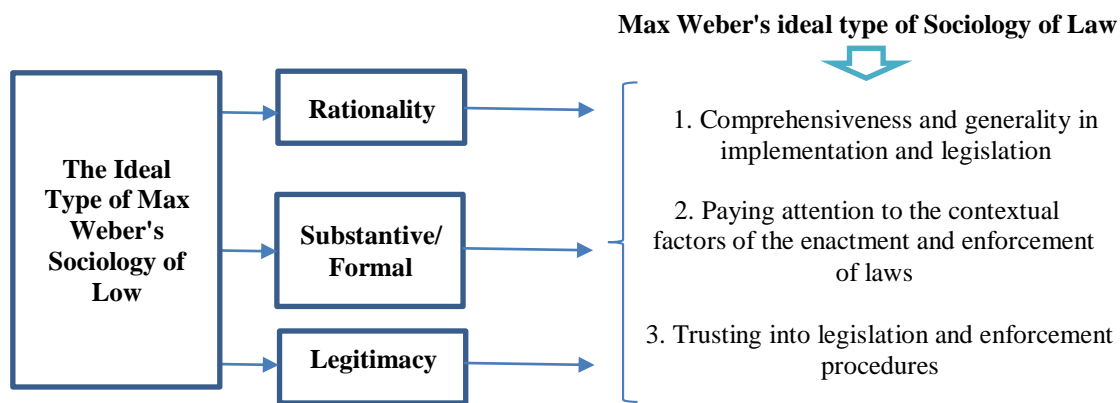 Max Weber's ideal type of Sociology of Law
The Ideal
Type of Max
Weber's
Sociology of
Low
Rationality
Substantive/
Formal
Legitimacy
1. Comprehensiveness and generality in
implementation and legislation
2. Paying attention to the contextual
factors of the enactment and enforcement
of laws
3. Trusting into legislation and enforcement
procedures